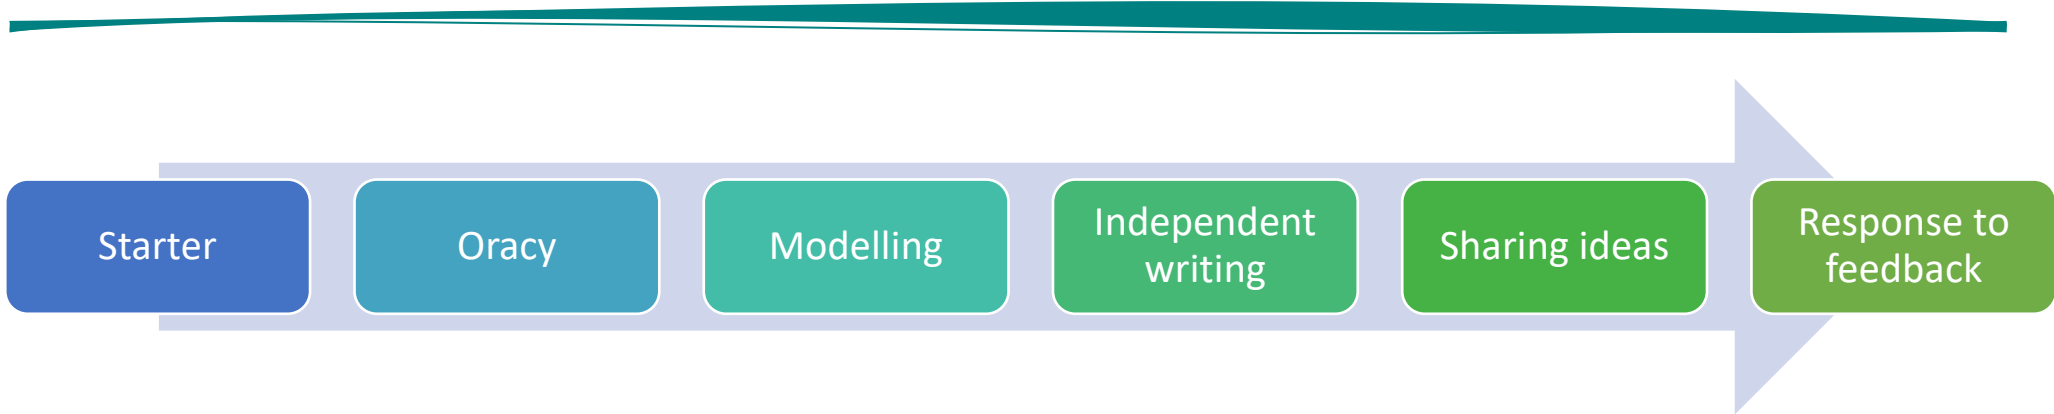 Starter
Oracy
Modelling
Independent
writing
Sharing ideas
Response to
feedback